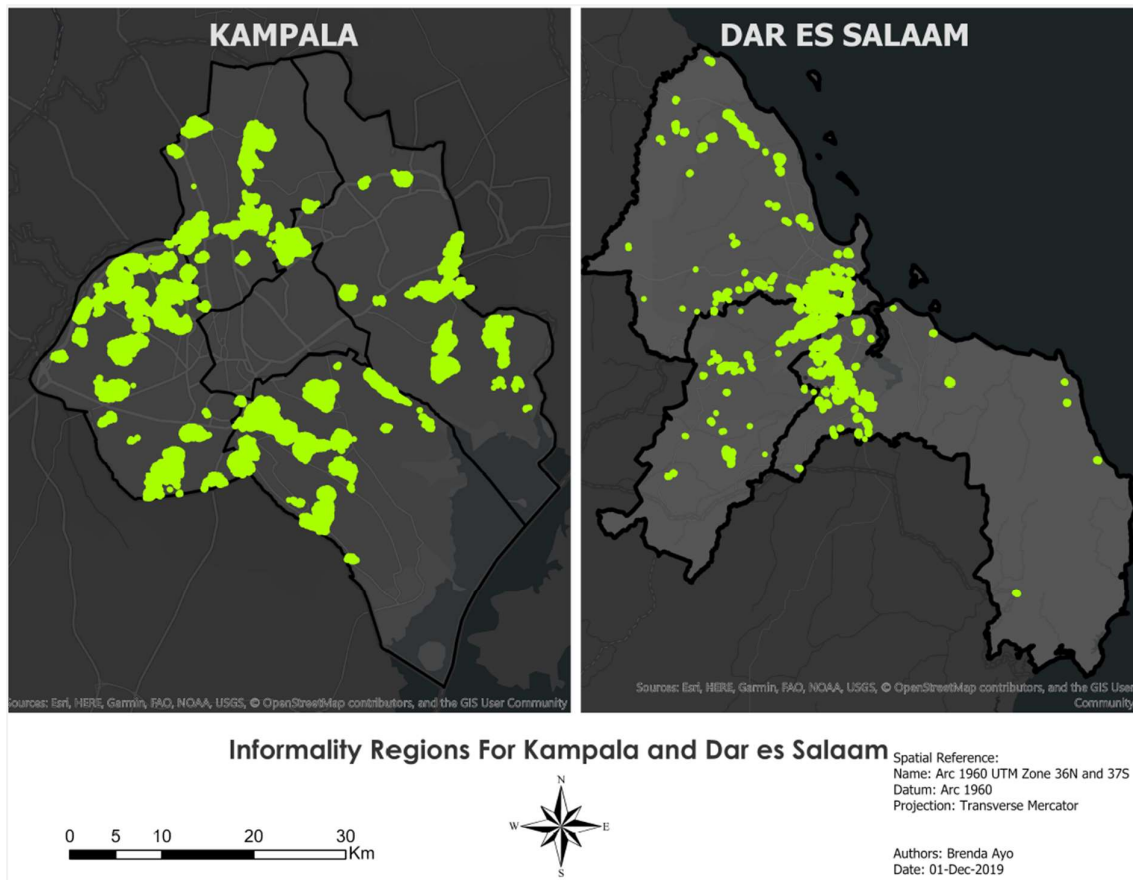 KAMPALA
DAR ES SALAAM
Sources: Esri, HERE, Garmin, FAO, NOAA, USGS, © OpenStreetMap contributors, and the GIS User Community
Sources: Esri, HERE, Garmin, FAO, NOAA, USGS, © OpenStreetMap contributors, and the GIS User
Community
Informality Regions For Kampala and Dar es Salaam
Spatial Reference:
Name: Arc 1960 UTM Zone 36N and 37S
Datum: Arc 1960
Projection: Transverse Mercator
N
W E
S
0 5 10 20 30
Km
Authors: Brenda Ayo
Date: 01-Dec-2019